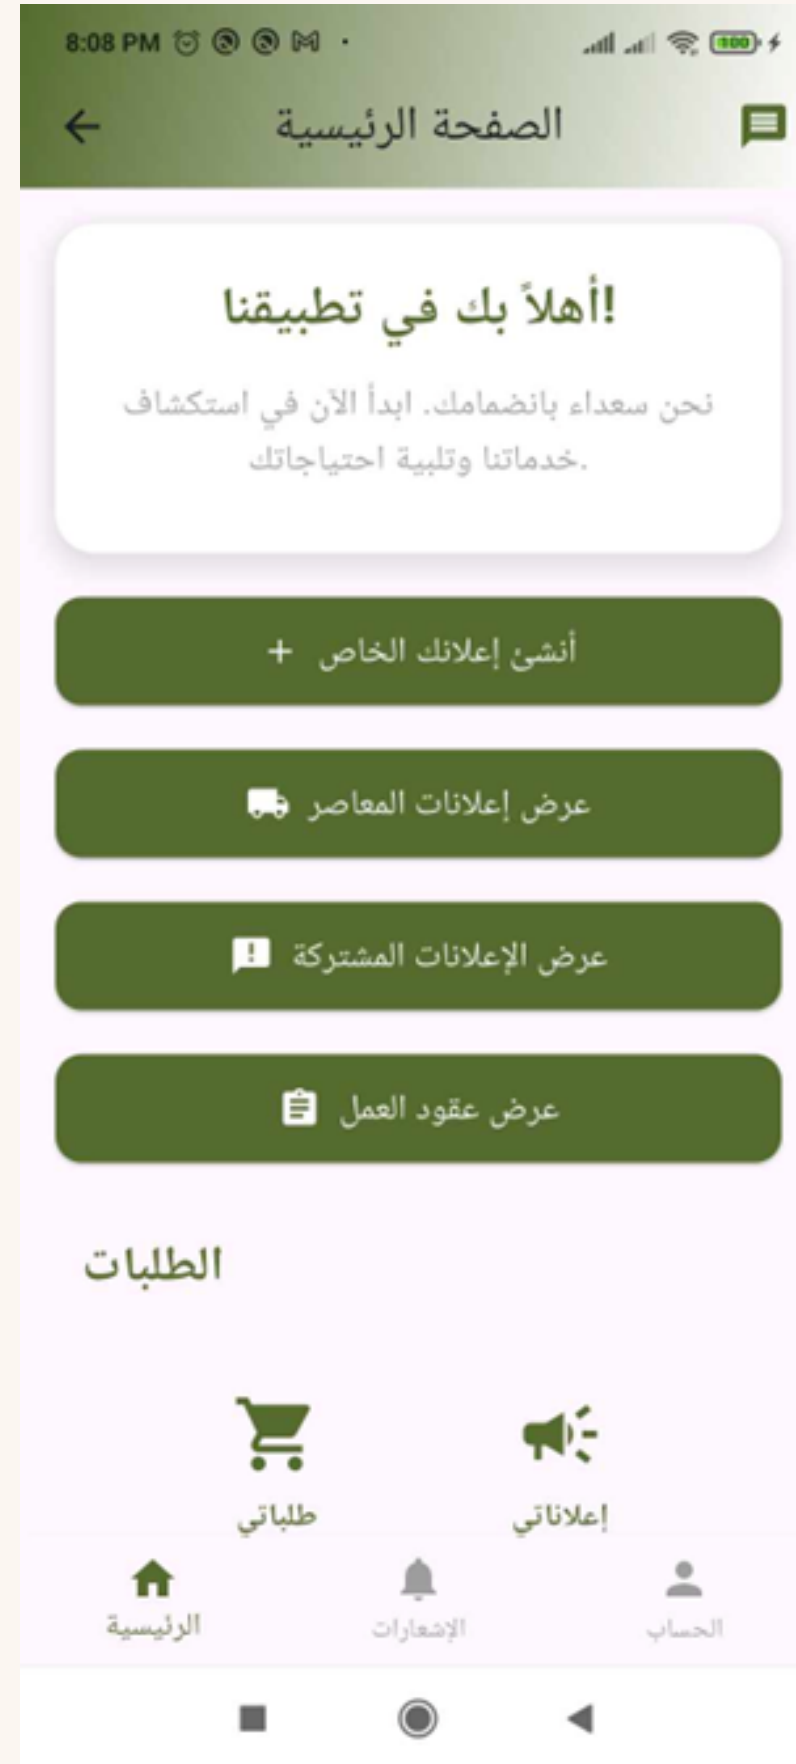 8:08 PM
100
الصفحة الرئيسية
أهلاً بك في تطبيقنا!
نحن سعداء بانضمامك. ابدأ الآن في استكشاف
خدماتنا وتلبية احتياجاتك.
أنشئ إعلانك الخاص +
عرض إعلانات المعاصر
عرض الإعلانات المشتركة
عرض عقود العمل
الطلبات
إعلاناتي
طلباتي
الرئيسية
الإشعارات
الحساب